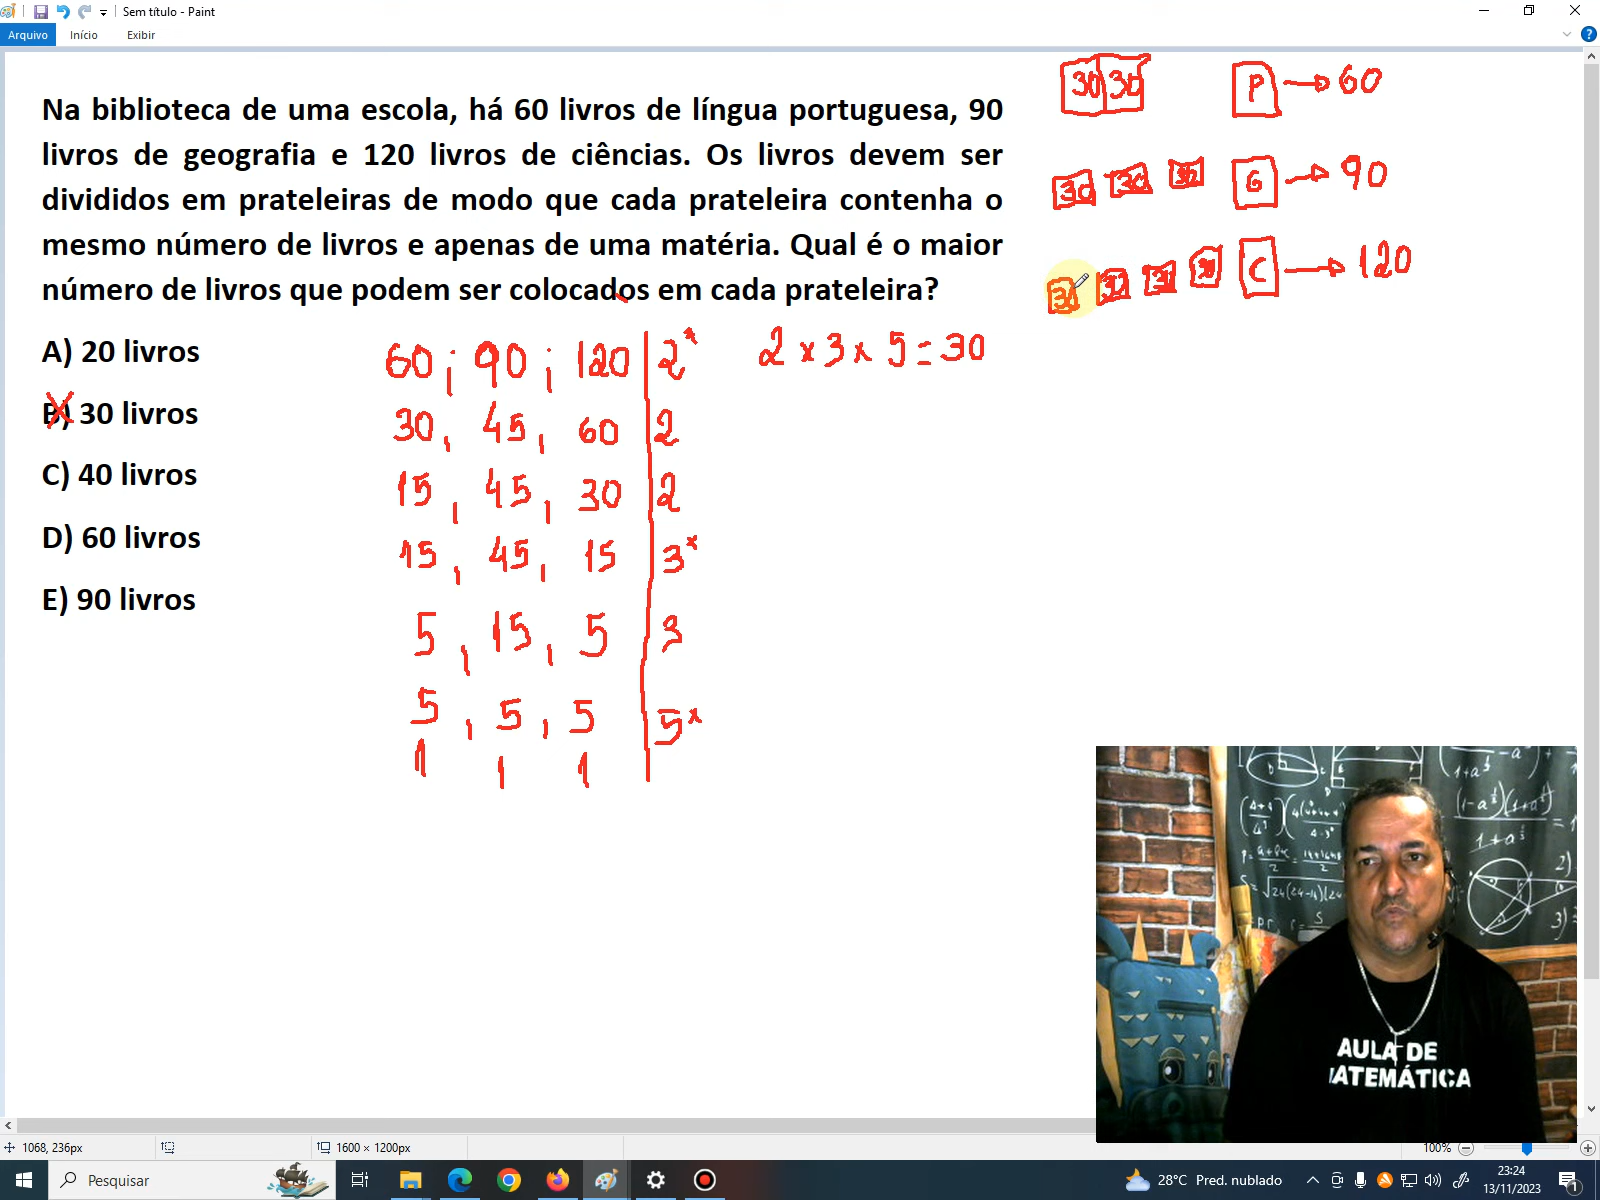 Sem título - Paint
Arquivo Início Exibir
Na biblioteca de uma escola, há 60 livros de língua portuguesa, 90
livros de geografia e 120 livros de ciências. Os livros devem ser
divididos em prateleiras de modo que cada prateleira contenha o
mesmo número de livros e apenas de uma matéria. Qual é o maior
número de livros que podem ser colocados em cada prateleira?
A) 20 livros
B) 30 livros
C) 40 livros
D) 60 livros
E) 90 livros
60 ; 90 ; 120 | 2 x
30 , 45 , 60 | 2
15 , 45 , 30 | 2
15 , 45 , 15 | 3 x
5 , 15 , 5 | 3
5 , 5 , 5 | 5 x
1 1 1
2 x 3 x 5 = 30
30 30 P → 60
30 30 30 G → 90
30 30 C → 120
AULA DE
MATEMÁTICA
1068, 236px
1600 × 1200px
100%
Pesquisar
28°C Pred. nublado
23:24
13/11/2023
1